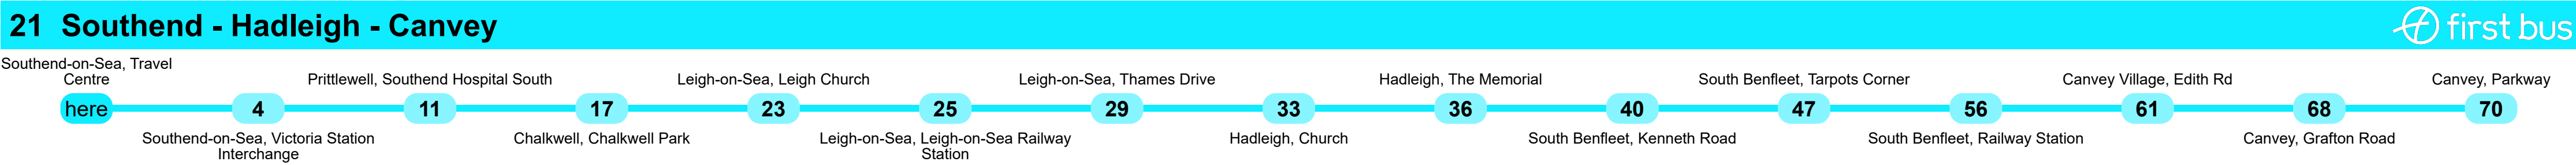 21 Southend - Hadleigh - Canvey
first bus
Southend-on-Sea, Travel
Centre
Prittlewell, Southend Hospital South
Leigh-on-Sea, Leigh Church
Leigh-on-Sea, Thames Drive
Hadleigh, The Memorial
South Benfleet, Tarpots Corner
Canvey Village, Edith Rd
Canvey, Parkway
here 4 11 17 23 25 29 33 36 40 47 56 61 68 70
Southend-on-Sea, Victoria Station
Interchange
Chalkwell, Chalkwell Park
Leigh-on-Sea, Leigh-on-Sea Railway
Station
Hadleigh, Church
South Benfleet, Kenneth Road
South Benfleet, Railway Station
Canvey, Grafton Road